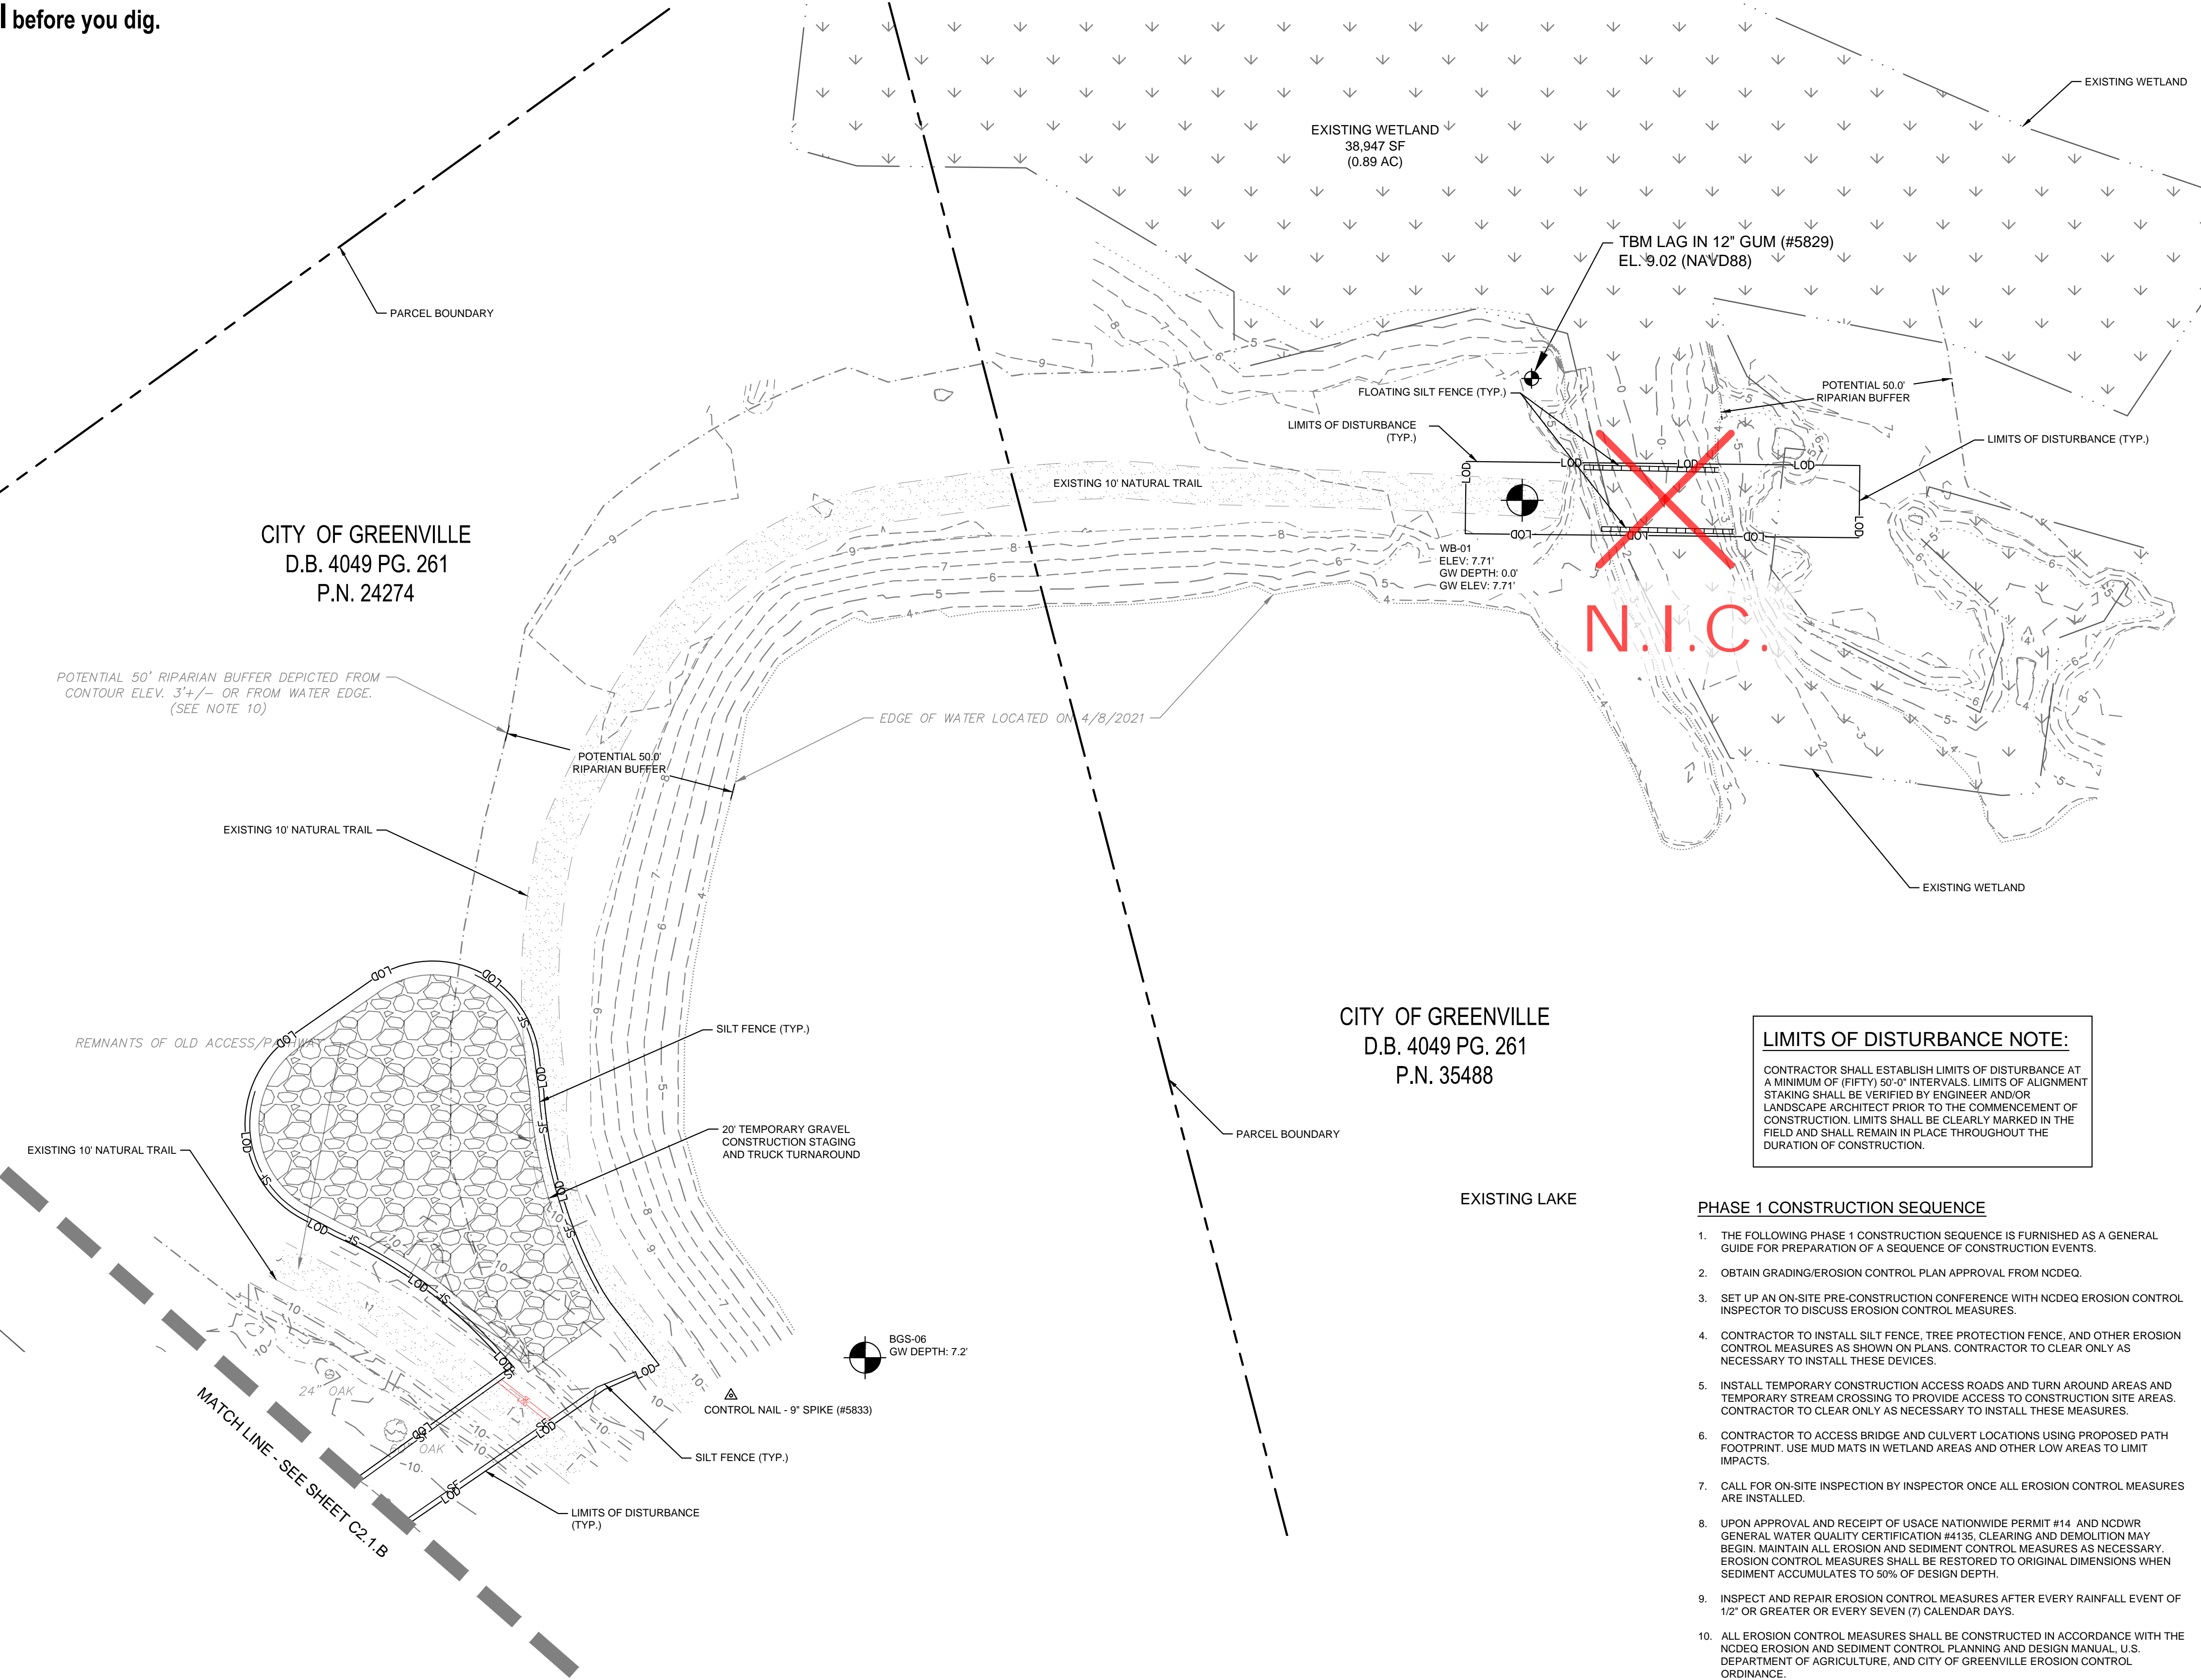 l before you dig.
EXISTING WETLAND
EXISTING WETLAND
38,947 SF
(0.89 AC)
TBM LAG IN 12" GUM (#5829)
EL. 9.02 (NAVD88)
PARCEL BOUNDARY
FLOATING SILT FENCE (TYP.)
POTENTIAL 50.0'
RIPARIAN BUFFER
LIMITS OF DISTURBANCE
(TYP.)
LIMITS OF DISTURBANCE (TYP.)
EXISTING 10' NATURAL TRAIL
CITY OF GREENVILLE
D.B. 4049 PG. 261
P.N. 24274
WB-01
ELEV: 7.71'
GW DEPTH: 0.0'
GW ELEV: 7.71'
N.I.C.
POTENTIAL 50' RIPARIAN BUFFER DEPICTED FROM
CONTOUR ELEV. 3'+/- OR FROM WATER EDGE.
(SEE NOTE 10)
EDGE OF WATER LOCATED ON 4/8/2021
POTENTIAL 50.0'
RIPARIAN BUFFER
EXISTING 10' NATURAL TRAIL
EXISTING WETLAND
SILT FENCE (TYP.)
REMNANTS OF OLD ACCESS/PATHWAY
CITY OF GREENVILLE
D.B. 4049 PG. 261
P.N. 35488
20' TEMPORARY GRAVEL
CONSTRUCTION STAGING
AND TRUCK TURNAROUND
PARCEL BOUNDARY
EXISTING 10' NATURAL TRAIL
EXISTING LAKE
BGS-06
GW DEPTH: 7.2'
24" OAK
OAK
CONTROL NAIL - 9" SPIKE (#5833)
SILT FENCE (TYP.)
LIMITS OF DISTURBANCE
(TYP.)
MATCH LINE - SEE SHEET C2.1.B
LIMITS OF DISTURBANCE NOTE:
CONTRACTOR SHALL ESTABLISH LIMITS OF DISTURBANCE AT
A MINIMUM OF (FIFTY) 50'-0" INTERVALS. LIMITS OF ALIGNMENT
STAKING SHALL BE VERIFIED BY ENGINEER AND/OR
LANDSCAPE ARCHITECT PRIOR TO THE COMMENCEMENT OF
CONSTRUCTION. LIMITS SHALL BE CLEARLY MARKED IN THE
FIELD AND SHALL REMAIN IN PLACE THROUGHOUT THE
DURATION OF CONSTRUCTION.
PHASE 1 CONSTRUCTION SEQUENCE
1. THE FOLLOWING PHASE 1 CONSTRUCTION SEQUENCE IS FURNISHED AS A GENERAL
GUIDE FOR PREPARATION OF A SEQUENCE OF CONSTRUCTION EVENTS.
2. OBTAIN GRADING/EROSION CONTROL PLAN APPROVAL FROM NCDEQ.
3. SET UP AN ON-SITE PRE-CONSTRUCTION CONFERENCE WITH NCDEQ EROSION CONTROL
INSPECTOR TO DISCUSS EROSION CONTROL MEASURES.
4. CONTRACTOR TO INSTALL SILT FENCE, TREE PROTECTION FENCE, AND OTHER EROSION
CONTROL MEASURES AS SHOWN ON PLANS. CONTRACTOR TO CLEAR ONLY AS
NECESSARY TO INSTALL THESE DEVICES.
5. INSTALL TEMPORARY CONSTRUCTION ACCESS ROADS AND TURN AROUND AREAS AND
TEMPORARY STREAM CROSSING TO PROVIDE ACCESS TO CONSTRUCTION SITE AREAS.
CONTRACTOR TO CLEAR ONLY AS NECESSARY TO INSTALL THESE MEASURES.
6. CONTRACTOR TO ACCESS BRIDGE AND CULVERT LOCATIONS USING PROPOSED PATH
FOOTPRINT. USE MUD MATS IN WETLAND AREAS AND OTHER LOW AREAS TO LIMIT
IMPACTS.
7. CALL FOR ON-SITE INSPECTION BY INSPECTOR ONCE ALL EROSION CONTROL MEASURES
ARE INSTALLED.
8. UPON APPROVAL AND RECEIPT OF USACE NATIONWIDE PERMIT #14 AND NCDWR
GENERAL WATER QUALITY CERTIFICATION #4135, CLEARING AND DEMOLITION MAY
BEGIN. MAINTAIN ALL EROSION AND SEDIMENT CONTROL MEASURES AS NECESSARY.
EROSION CONTROL MEASURES SHALL BE RESTORED TO ORIGINAL DIMENSIONS WHEN
SEDIMENT ACCUMULATES TO 50% OF DESIGN DEPTH.
9. INSPECT AND REPAIR EROSION CONTROL MEASURES AFTER EVERY RAINFALL EVENT OF
1/2" OR GREATER OR EVERY SEVEN (7) CALENDAR DAYS.
10. ALL EROSION CONTROL MEASURES SHALL BE CONSTRUCTED IN ACCORDANCE WITH THE
NCDEQ EROSION AND SEDIMENT CONTROL PLANNING AND DESIGN MANUAL, U.S.
DEPARTMENT OF AGRICULTURE, AND CITY OF GREENVILLE EROSION CONTROL
ORDINANCE.